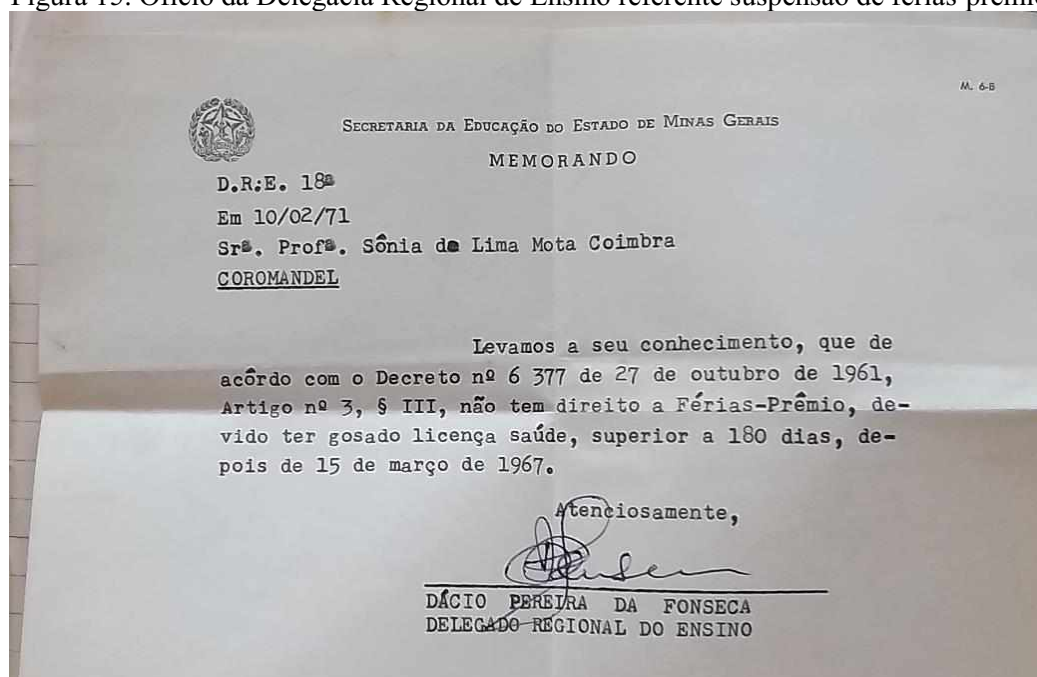 Figura 15: Ofício da Delegacia Regional de Ensino referente suspensão de férias-prêmio
M. 6-B
SECRETARIA DA EDUCAÇÃO DO ESTADO DE MINAS GERAIS
MEMORANDO
D.R;E. 18ª
Em 10/02/71
Srª. Profª. Sônia de Lima Mota Coimbra
COROMANDEL
Levamos a seu conhecimento, que de
acôrdo com o Decreto nº 6 377 de 27 de outubro de 1961,
Artigo nº 3, § III, não tem direito a Férias-Prêmio, de-
vido ter gosado licença saúde, superior a 180 dias, de-
pois de 15 de março de 1967.
Atenciosamente,
DÁCIO PEREIRA DA FONSECA
DELEGADO REGIONAL DO ENSINO